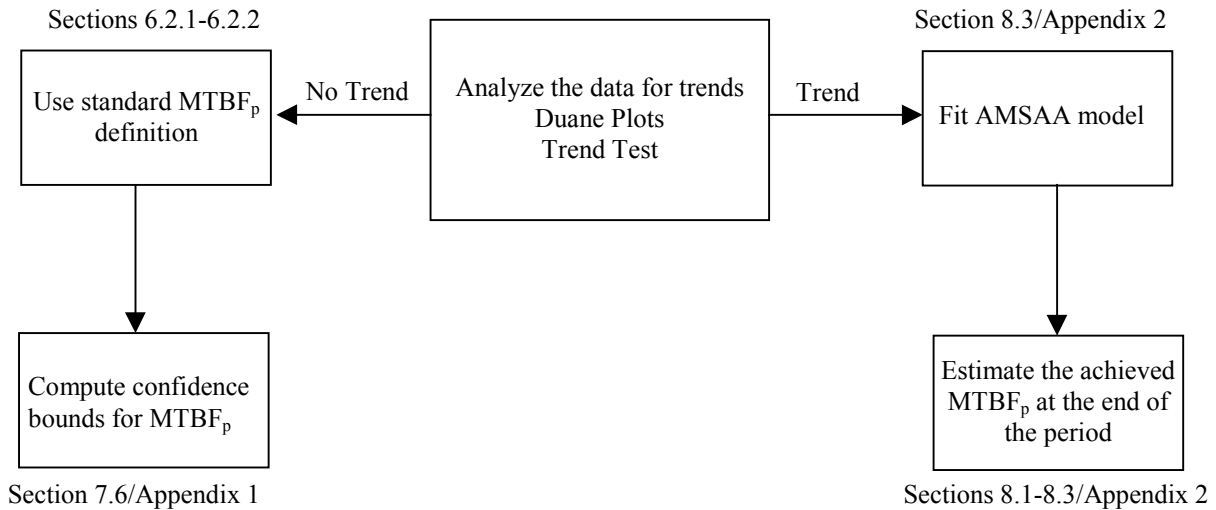 Sections 6.2.1-6.2.2
Section 8.3/Appendix 2
Use standard MTBFp
definition
No Trend
Analyze the data for trends
Duane Plots
Trend Test
Trend
Fit AMSAA model
Compute confidence
bounds for MTBFp
Estimate the achieved
MTBFp at the end of
the period
Section 7.6/Appendix 1
Sections 8.1-8.3/Appendix 2